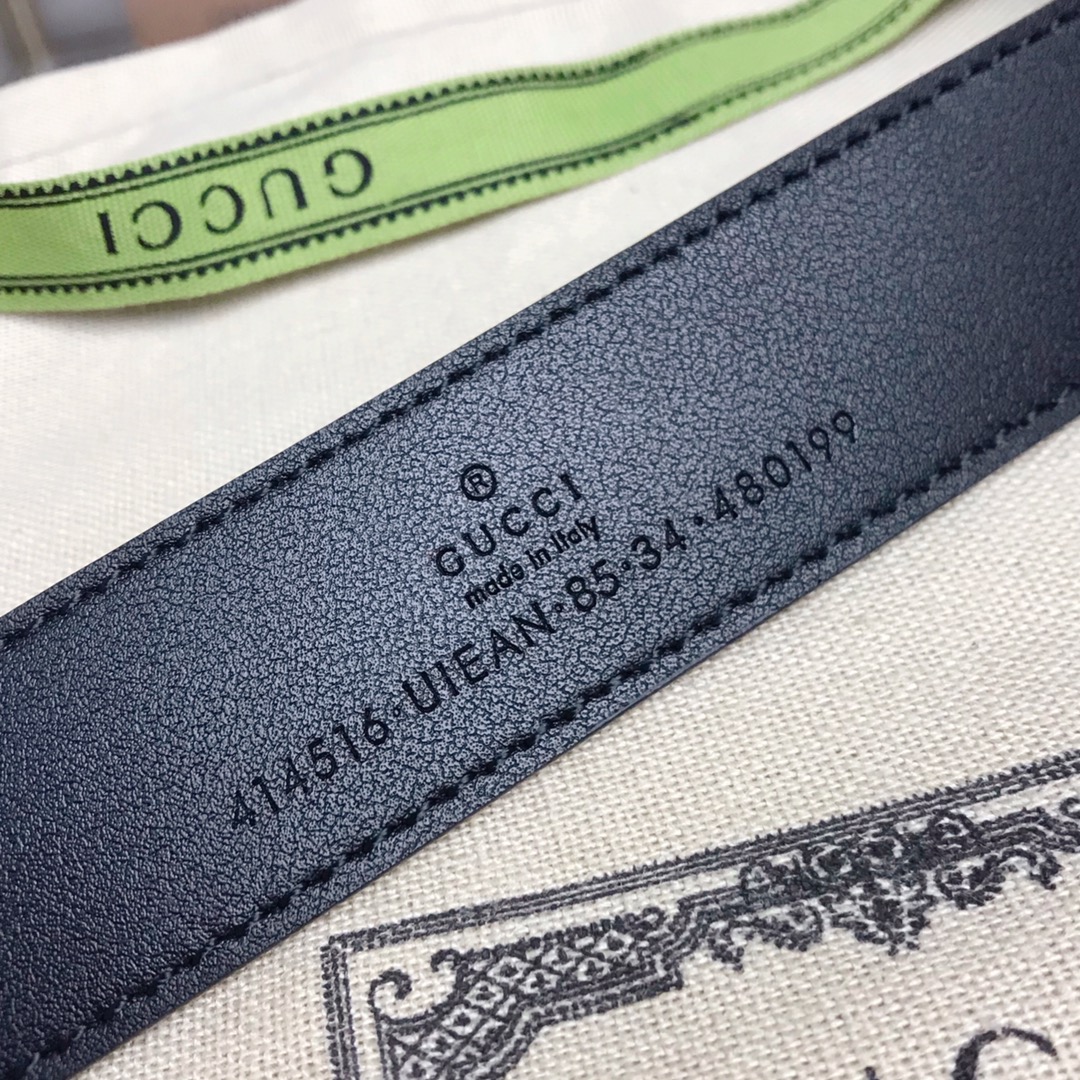 GUCCI
®
GUCCI
made in Italy
414516·UIEAN·85·34·480199